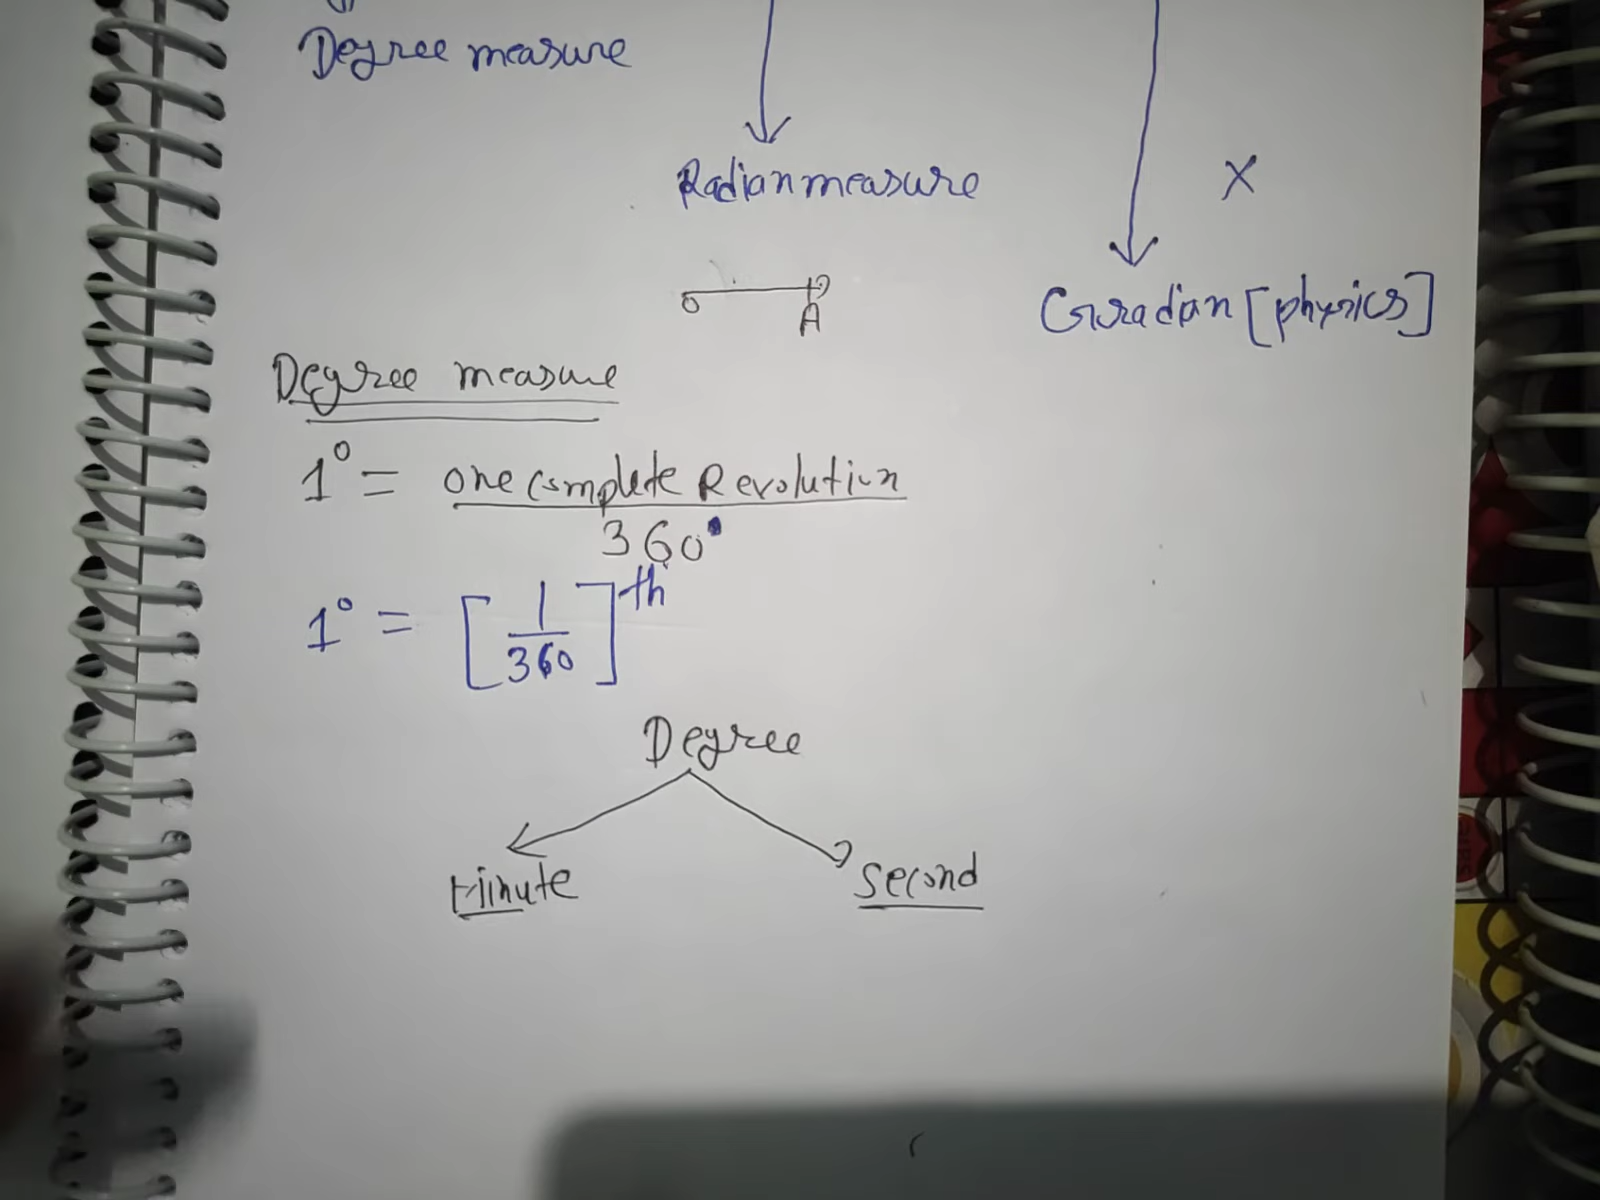 Degree measure
Radian measure
X
Guradian [physics]
O A
Degree measure
1° = one complete Revolution
360
1° = [1/360]th
Degree
Minute second